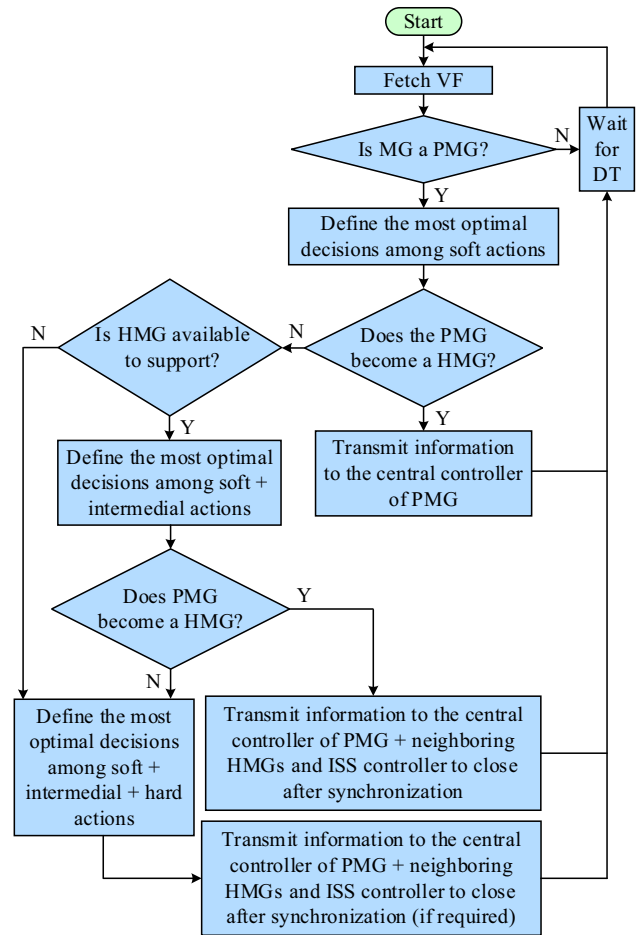 Start
Fetch VF
Is MG a PMG?
N
Wait
for
DT
Y
Define the most optimal
decisions among soft actions
Does the PMG
become a HMG?
N
Is HMG available
to support?
N
Y
Transmit information
to the central controller
of PMG
Y
Define the most optimal
decisions among soft +
intermedial actions
Does PMG
become a HMG?
Y
N
Define the most
optimal decisions
among soft +
intermedial + hard
actions
Transmit information to the central
controller of PMG + neighboring
HMGs and ISS controller to close
after synchronization
Transmit information to the central
controller of PMG + neighboring
HMGs and ISS controller to close
after synchronization (if required)